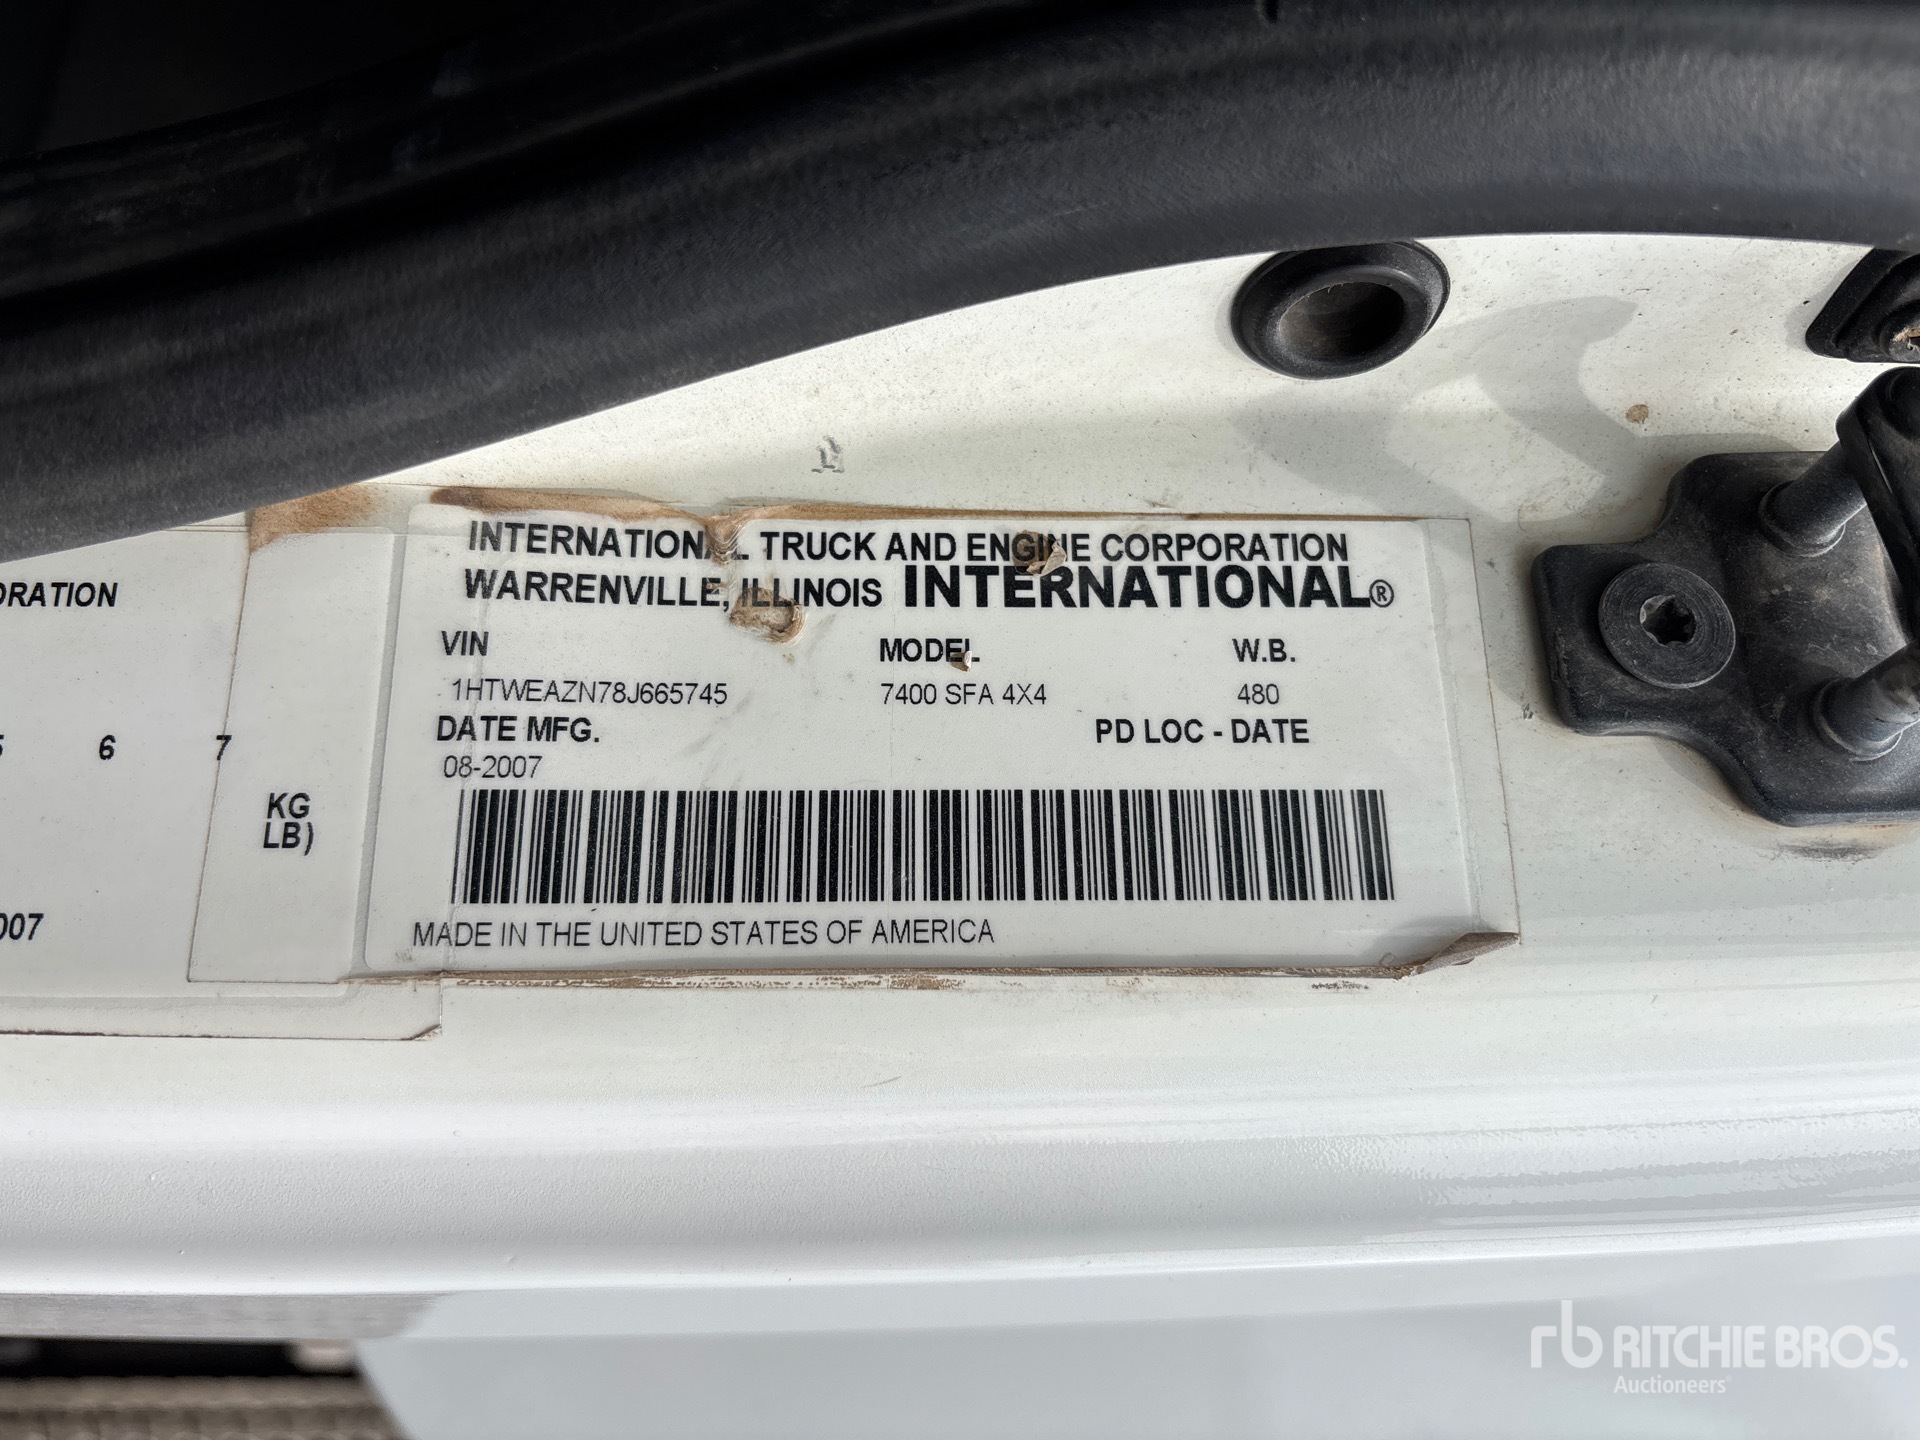 ORATION
5 6 7
KG
LB)
007
INTERNATIONAL TRUCK AND ENGINE CORPORATION
WARRENVILLE, ILLINOIS INTERNATIONAL®
VIN MODEL W.B.
1HTWEAZN78J665745 7400 SFA 4X4 480
DATE MFG. PD LOC - DATE
08-2007
MADE IN THE UNITED STATES OF AMERICA
rb RITCHIE BROS.
Auctioneers